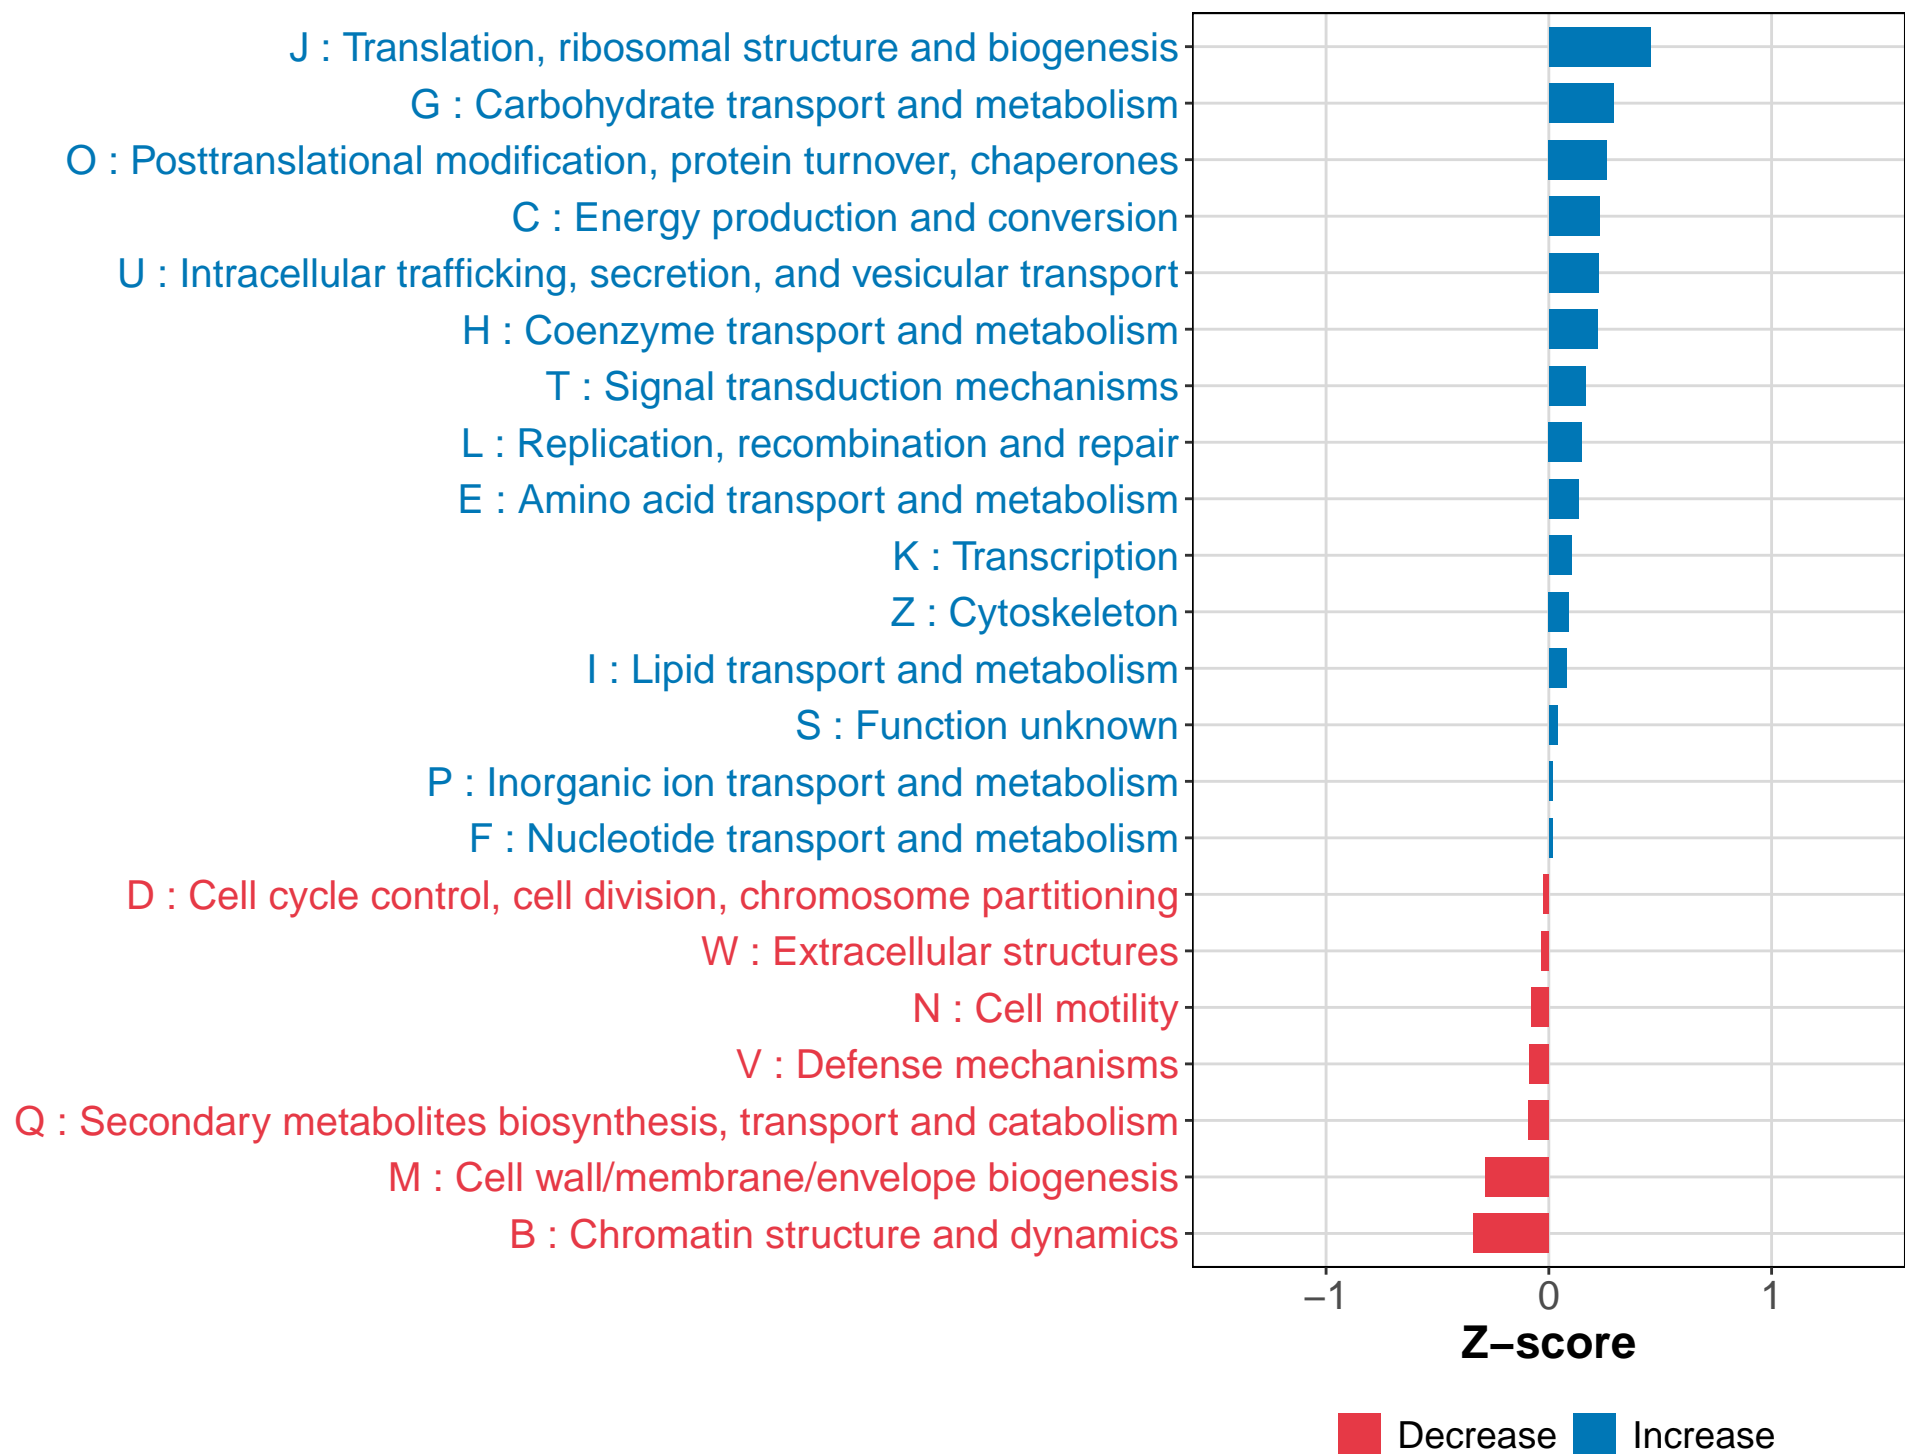 J : Translation, ribosomal structure and biogenesis
G : Carbohydrate transport and metabolism
O : Posttranslational modification, protein turnover, chaperones
C : Energy production and conversion
U : Intracellular trafficking, secretion, and vesicular transport
H : Coenzyme transport and metabolism
T : Signal transduction mechanisms
L : Replication, recombination and repair
E : Amino acid transport and metabolism
K : Transcription
Z : Cytoskeleton
I : Lipid transport and metabolism
S : Function unknown
P : Inorganic ion transport and metabolism
F : Nucleotide transport and metabolism
D : Cell cycle control, cell division, chromosome partitioning
W : Extracellular structures
N : Cell motility
V : Defense mechanisms
Q : Secondary metabolites biosynthesis, transport and catabolism
M : Cell wall/membrane/envelope biogenesis
B : Chromatin structure and dynamics
−1 0 1
Z−score
Decrease Increase